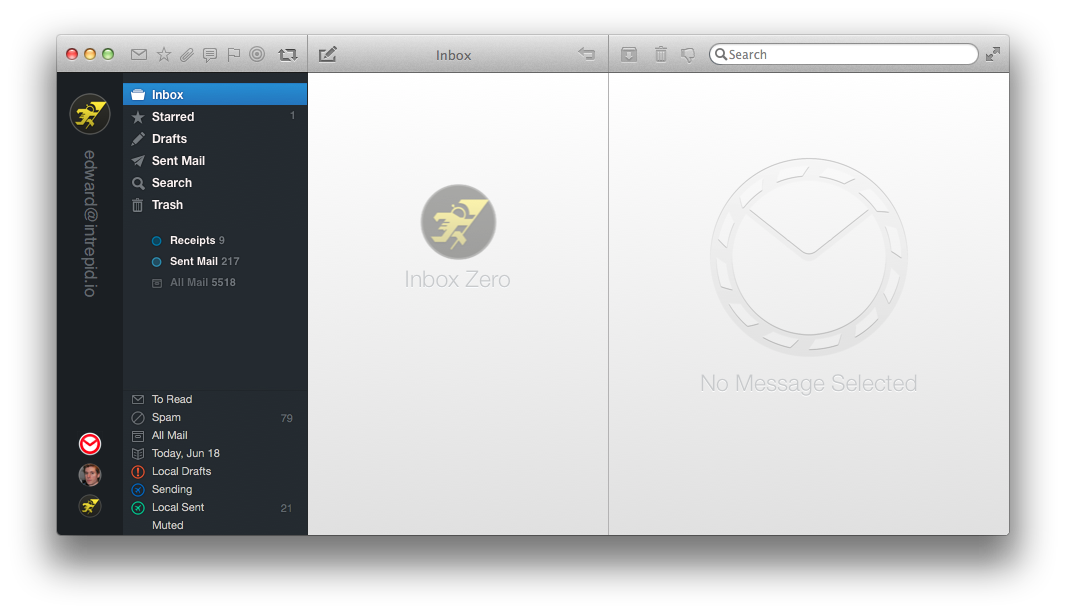 Inbox
Search
edward@intrepid.io
Inbox
Starred 1
Drafts
Sent Mail
Search
Trash
Receipts 9
Sent Mail 217
All Mail 5518
To Read
Spam 79
All Mail
Today, Jun 18
Local Drafts
Sending
Local Sent 21
Muted
Inbox Zero
No Message Selected